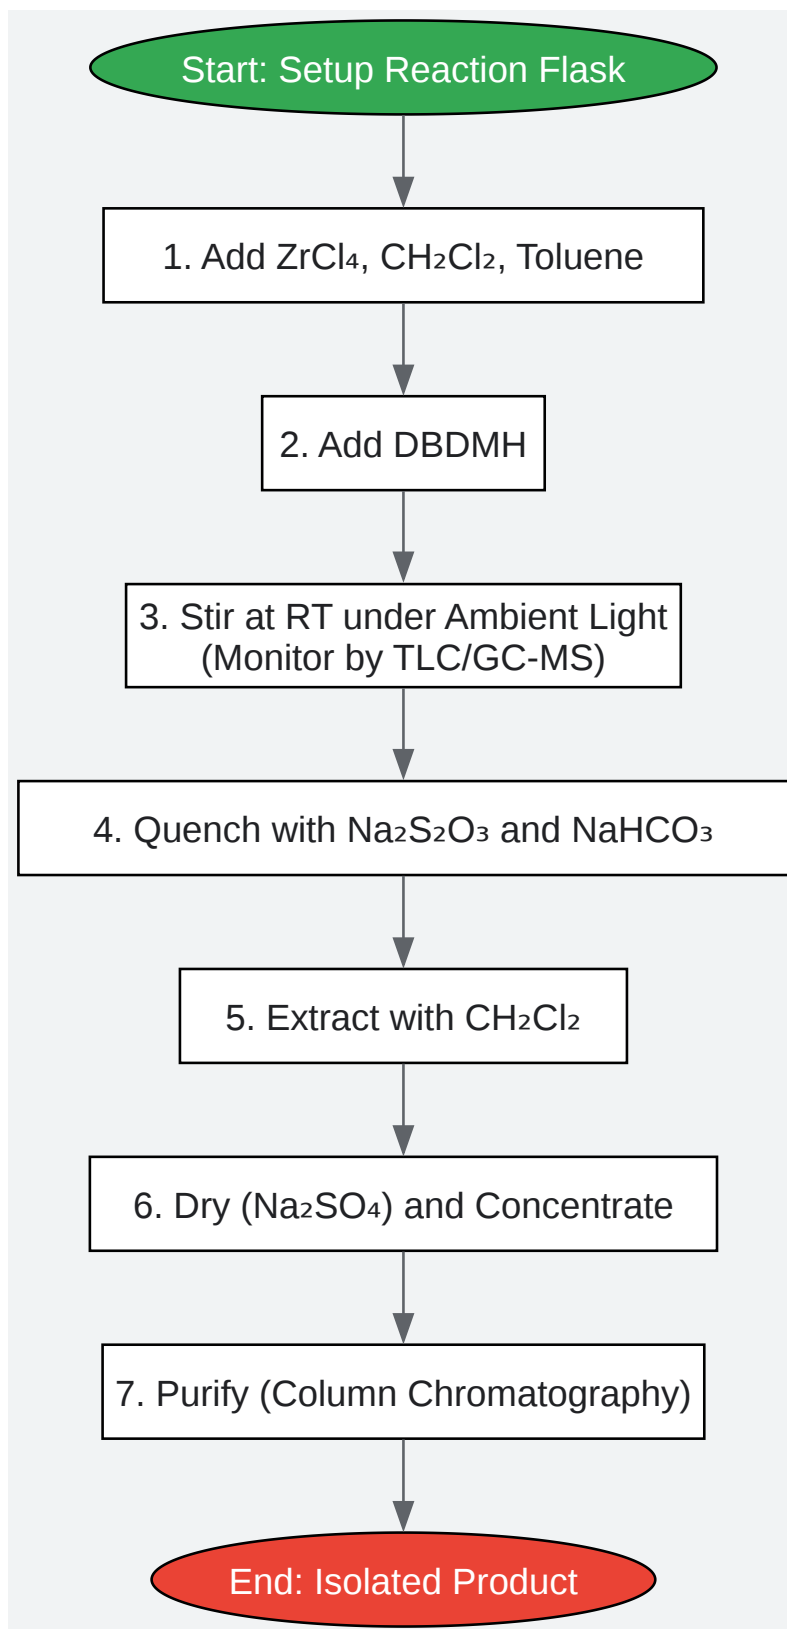 Start: Setup Reaction Flask
1. Add ZrCl₄, CH₂Cl₂, Toluene
2. Add DBDMH
3. Stir at RT under Ambient Light
(Monitor by TLC/GC-MS)
4. Quench with Na₂S₂O₃ and NaHCO₃
5. Extract with CH₂Cl₂
6. Dry (Na₂SO₄) and Concentrate
7. Purify (Column Chromatography)
End: Isolated Product